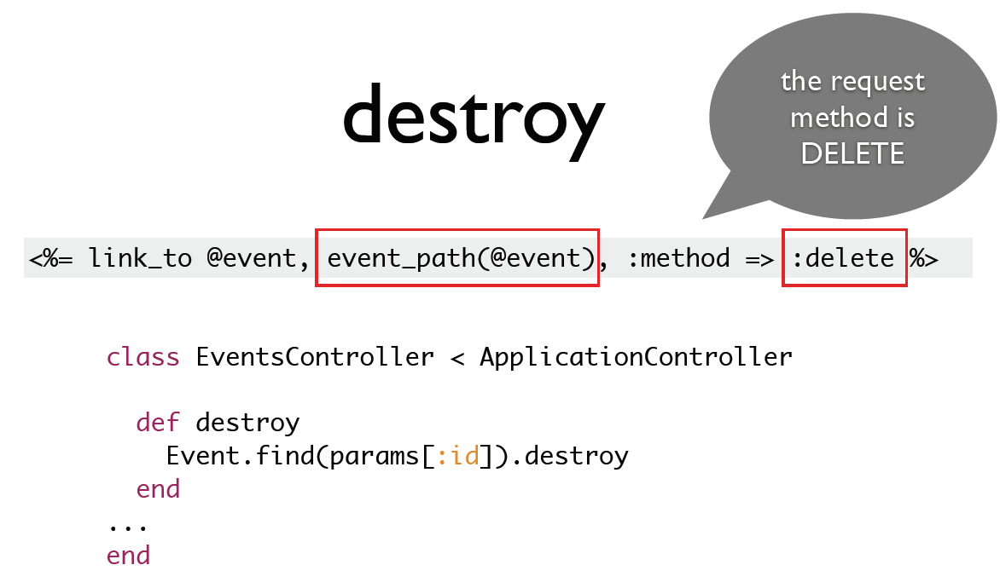 destroy
the request
method is
DELETE
<%= link_to @event, event_path(@event), :method => :delete %>
class EventsController < ApplicationController
def destroy
Event.find(params[:id]).destroy
end
...
end